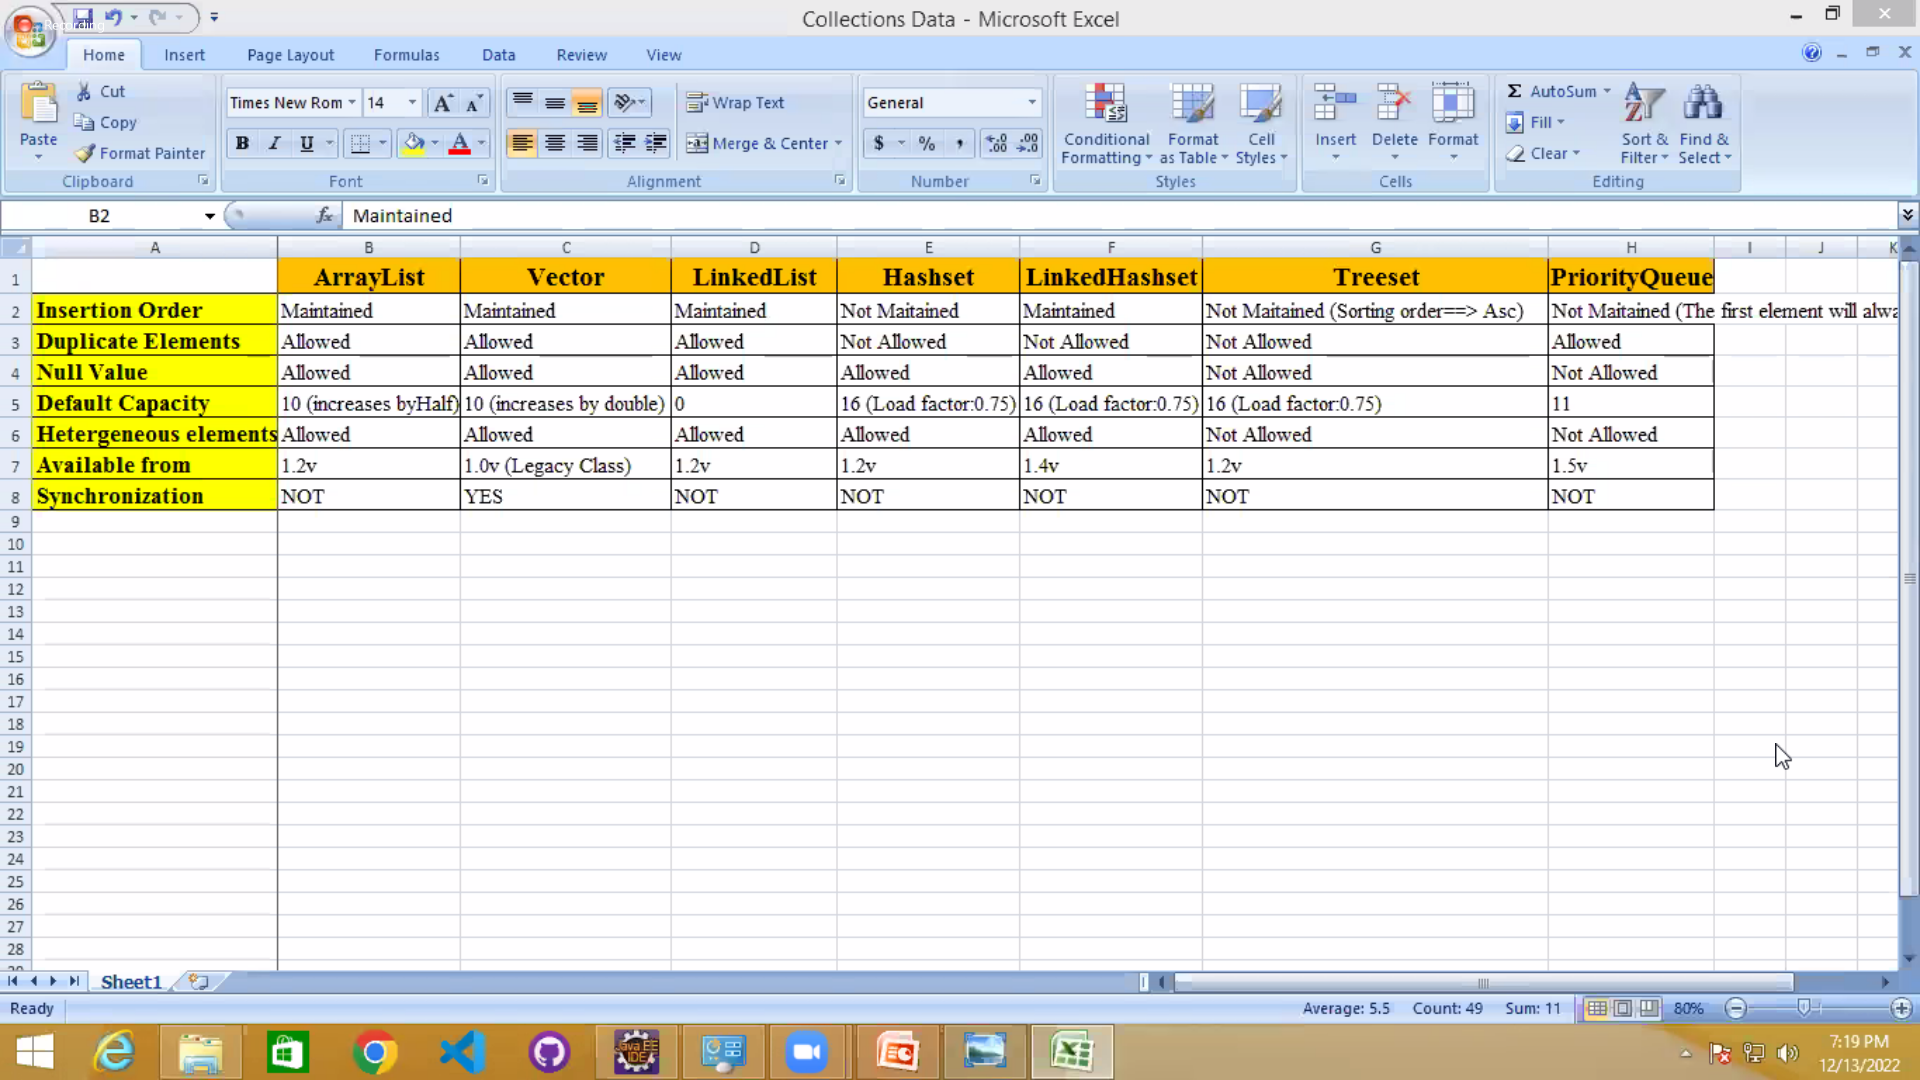 Recording
Collections Data - Microsoft Excel
Home Insert Page Layout Formulas Data Review View
Paste
Cut
Copy
Format Painter
Clipboard
Times New Rom 14
B I U
Font
Wrap Text
Merge & Center
Alignment
General
$ % ,
Number
Conditional Formatting
Format as Table
Cell Styles
Styles
Insert Delete Format
Cells
AutoSum
Fill
Clear
Sort & Filter
Find & Select
Editing
B2 fx Maintained
A B C D E F G H I J K
1 ArrayList Vector LinkedList Hashset LinkedHashset Treeset PriorityQueue
2 Insertion Order Maintained Maintained Maintained Not Maitained Maintained Not Maitained (Sorting order==> Asc) Not Maitained (The first element will alwa
3 Duplicate Elements Allowed Allowed Allowed Not Allowed Not Allowed Not Allowed Allowed
4 Null Value Allowed Allowed Allowed Allowed Allowed Not Allowed Not Allowed
5 Default Capacity 10 (increases byHalf) 10 (increases by double) 0 16 (Load factor:0.75) 16 (Load factor:0.75) 16 (Load factor:0.75) 11
6 Hetergeneous elements Allowed Allowed Allowed Allowed Allowed Not Allowed Not Allowed
7 Available from 1.2v 1.0v (Legacy Class) 1.2v 1.2v 1.4v 1.2v 1.5v
8 Synchronization NOT YES NOT NOT NOT NOT NOT
9
10
11
12
13
14
15
16
17
18
19
20
21
22
23
24
25
26
27
28
Sheet1
Ready Average: 5.5 Count: 49 Sum: 11 80%
Java EE IDE
7:19 PM
12/13/2022